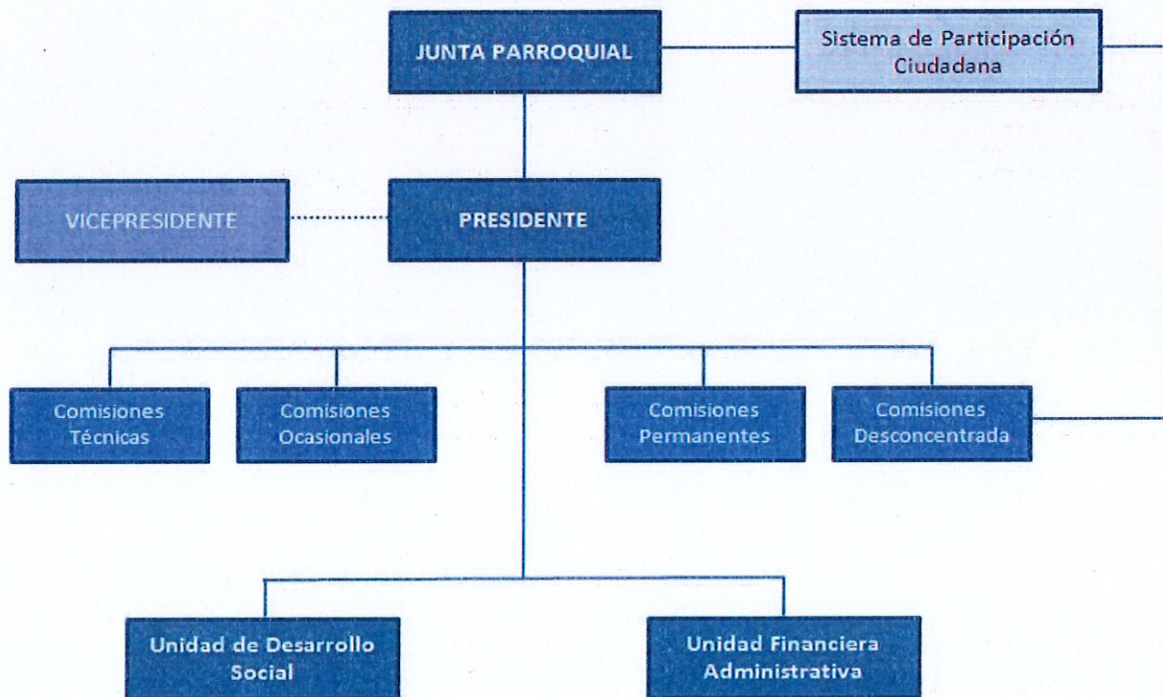 JUNTA PARROQUIAL
Sistema de Participación
Ciudadana
VICEPRESIDENTE
PRESIDENTE
Comisiones
Técnicas
Comisiones
Ocasionales
Comisiones
Permanentes
Comisiones
Desconcentrada
Unidad de Desarrollo
Social
Unidad Financiera
Administrativa